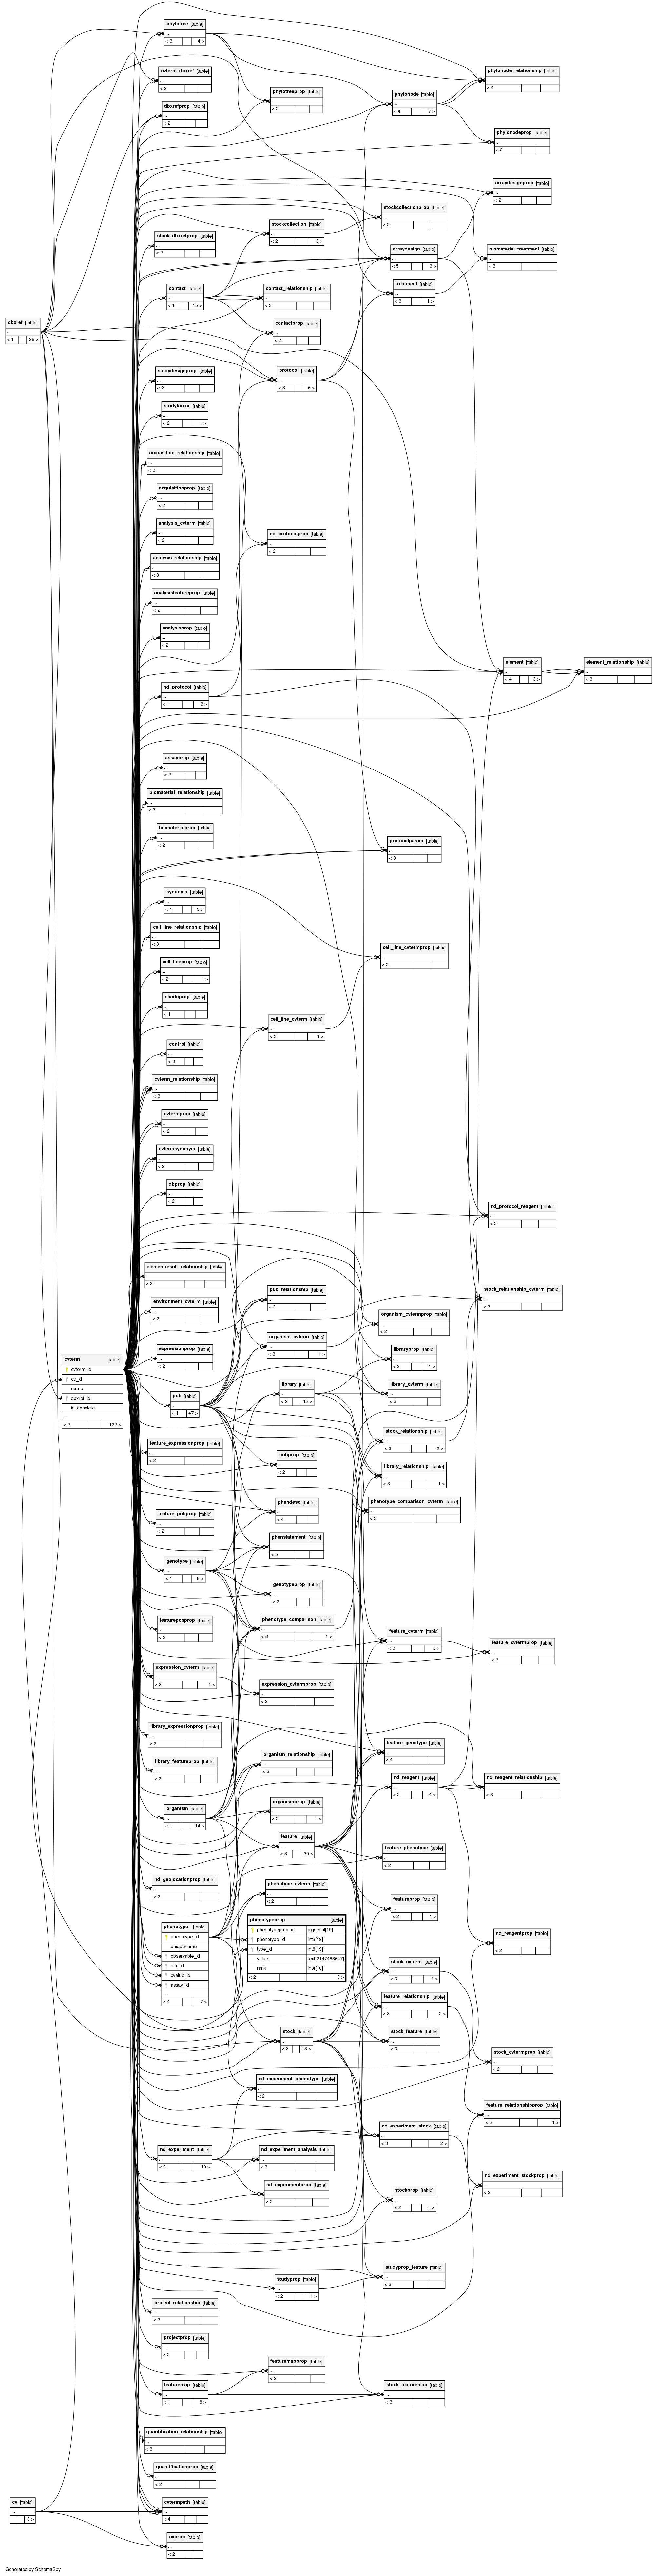 phylotree [table]
...
< 3 4 >
cvterm_dbxref [table]
...
< 2
phylonode_relationship [table]
...
< 4
dbxrefprop [table]
...
< 2
phylotreeprop [table]
...
< 2
phylonode [table]
...
< 4 7 >
phylonodeprop [table]
...
< 2
arraydesignprop [table]
...
< 2
stockcollectionprop [table]
...
< 2
stockcollection [table]
...
< 2 3 >
stock_dbxrefprop [table]
...
< 2
arraydesign [table]
...
< 5 3 >
biomaterial_treatment [table]
...
< 3
contact [table]
...
< 1 15 >
contact_relationship [table]
...
< 3
treatment [table]
...
< 3 1 >
dbxref [table]
...
< 1 26 >
contactprop [table]
...
< 2
studydesignprop [table]
...
< 2
protocol [table]
...
< 3 6 >
studyfactor [table]
...
< 2 1 >
acquisition_relationship [table]
...
< 3
acquisitionprop [table]
...
< 2
analysis_cvterm [table]
...
< 2
nd_protocolprop [table]
...
< 2
analysis_relationship [table]
...
< 3
analysisfeatureprop [table]
...
< 2
analysisprop [table]
...
< 2
element [table]
...
< 4 3 >
element_relationship [table]
...
< 3
nd_protocol [table]
...
< 1 3 >
assayprop [table]
...
< 2
biomaterial_relationship [table]
...
< 3
biomaterialprop [table]
...
< 2
protocolparam [table]
...
< 3
synonym [table]
...
< 1 3 >
cell_line_relationship [table]
...
< 3
cell_line_cvtermprop [table]
...
< 2
cell_lineprop [table]
...
< 2 1 >
chadoprop [table]
...
< 1
cell_line_cvterm [table]
...
< 3 1 >
control [table]
...
< 3
cvterm_relationship [table]
...
< 3
cvtermprop [table]
...
< 2
cvtermsynonym [table]
...
< 2
dbprop [table]
...
< 2
nd_protocol_reagent [table]
...
< 3
elementresult_relationship [table]
...
< 3
pub_relationship [table]
...
< 3
stock_relationship_cvterm [table]
...
< 3
environment_cvterm [table]
...
< 2
organism_cvtermprop [table]
...
< 2
expressionprop [table]
...
< 2
organism_cvterm [table]
...
< 3 1 >
libraryprop [table]
...
< 2 1 >
cvterm [table]
cvterm_id
cv_id
name
dbxref_id
is_obsolete
...
< 2 122 >
pub [table]
...
< 1 47 >
library [table]
...
< 2 12 >
library_cvterm [table]
...
< 3
feature_expressionprop [table]
...
< 2
pubprop [table]
...
< 2
stock_relationship [table]
...
< 3 2 >
library_relationship [table]
...
< 3 1 >
feature_pubprop [table]
...
< 2
phendesc [table]
...
< 4
phenotype_comparison_cvterm [table]
...
< 3
phenstatement [table]
...
< 5
genotype [table]
...
< 1 8 >
genotypeprop [table]
...
< 2
featureposprop [table]
...
< 2
phenotype_comparison [table]
...
< 8 1 >
feature_cvterm [table]
...
< 3 3 >
feature_cvtermprop [table]
...
< 2
expression_cvterm [table]
...
< 3 1 >
expression_cvtermprop [table]
...
< 2
library_expressionprop [table]
...
< 2
library_featureprop [table]
...
< 2
organism_relationship [table]
...
< 3
feature_genotype [table]
...
< 4
nd_reagent [table]
...
< 2 4 >
nd_reagent_relationship [table]
...
< 3
organism [table]
...
< 1 14 >
organismprop [table]
...
< 2 1 >
feature [table]
...
< 3 30 >
feature_phenotype [table]
...
< 2
nd_geolocationprop [table]
...
< 2
phenotype_cvterm [table]
...
< 2
featureprop [table]
...
< 2 1 >
phenotype [table]
phenotype_id
uniquename
observable_id
attr_id
cvalue_id
assay_id
...
< 4 7 >
phenotypeprop [table]
phenotypeprop_id bigserial[19]
phenotype_id int8[19]
type_id int8[19]
value text[2147483647]
rank int4[10]
< 2 0 >
nd_reagentprop [table]
...
< 2
stock_cvterm [table]
...
< 3 1 >
feature_relationship [table]
...
< 3 2 >
stock [table]
...
< 3 13 >
stock_feature [table]
...
< 3
stock_cvtermprop [table]
...
< 2
nd_experiment_phenotype [table]
...
< 2
feature_relationshipprop [table]
...
< 2 1 >
nd_experiment_stock [table]
...
< 3 2 >
nd_experiment [table]
...
< 2 10 >
nd_experiment_analysis [table]
...
< 3
nd_experiment_stockprop [table]
...
< 2
nd_experimentprop [table]
...
< 2
stockprop [table]
...
< 2 1 >
studyprop_feature [table]
...
< 3
studyprop [table]
...
< 2 1 >
project_relationship [table]
...
< 3
projectprop [table]
...
< 2
featuremapprop [table]
...
< 2
featuremap [table]
...
< 1 8 >
stock_featuremap [table]
...
< 3
quantification_relationship [table]
...
< 3
quantificationprop [table]
...
< 2
cv [table]
...
3 >
cvtermpath [table]
...
< 4
cvprop [table]
...
< 2
Generated by SchemaSpy